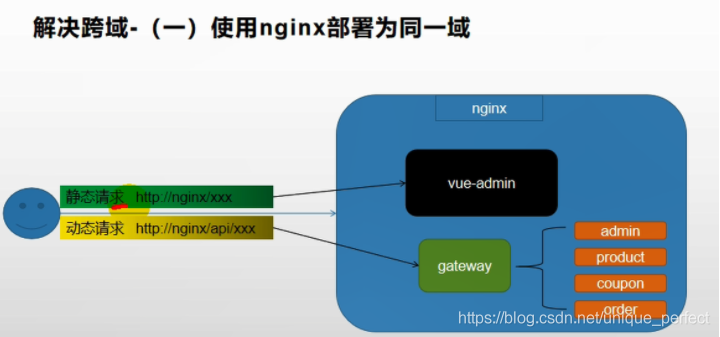 解决跨域-（一）使用nginx部署为同一域
nginx
vue-admin
静态请求 http://nginx/xxx
动态请求 http://nginx/api/xxx
gateway
admin
product
coupon
order
https://blog.csdn.net/unique_perfect